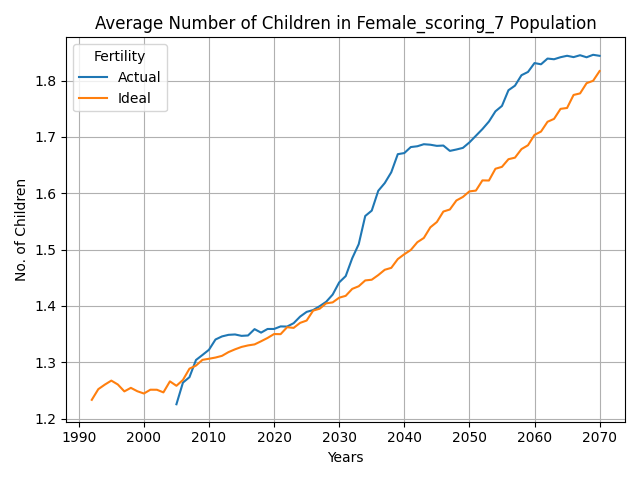 Average Number of Children in Female_scoring_7 Population
Fertility
Actual
Ideal
No. of Children
1.8
1.7
1.6
1.5
1.4
1.3
1.2
1990 2000 2010 2020 2030 2040 2050 2060 2070
Years